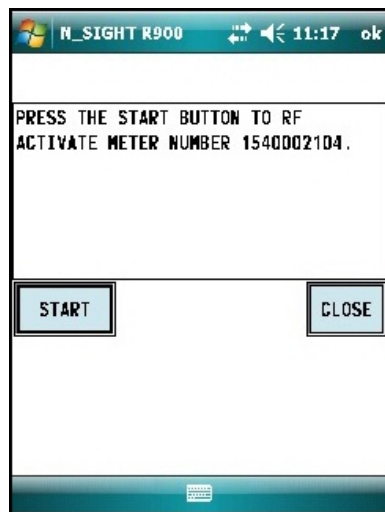 N_SIGHT R900 11:17 ok
PRESS THE START BUTTON TO RF
ACTIVATE METER NUMBER 1540002104.
START CLOSE